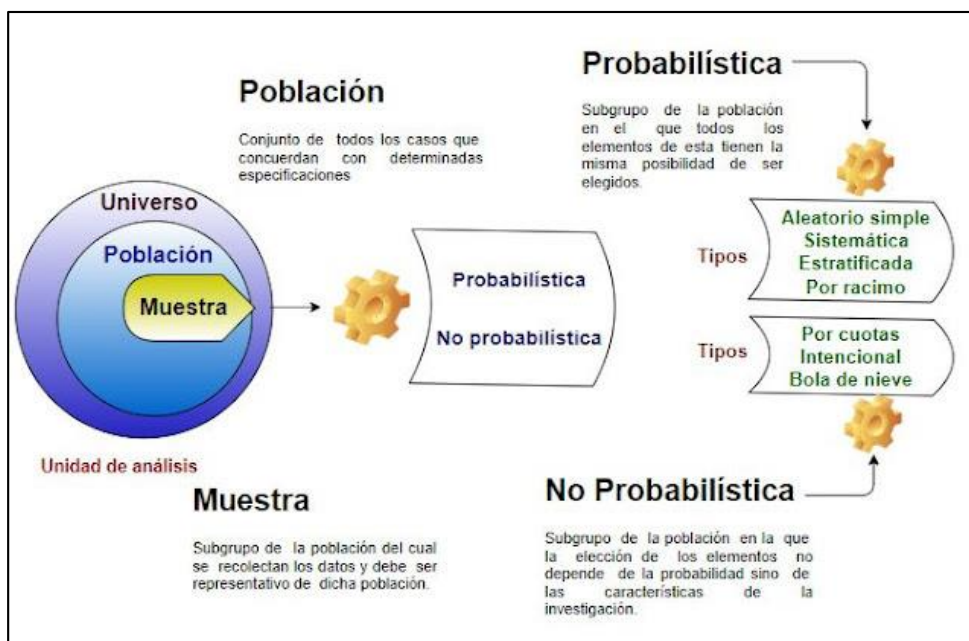 Población
Conjunto de todos los casos que
concuerdan con determinadas
especificaciones
Probabilística
Subgrupo de la población
en el que todos los
elementos de esta tienen la
misma posibilidad de ser
elegidos.
Universo
Población
Muestra
Probabilística
No probabilística
Tipos
Aleatorio simple
Sistemática
Estratificada
Por racimo
Tipos
Por cuotas
Intencional
Bola de nieve
Unidad de análisis
Muestra
Subgrupo de la población del cual
se recolectan los datos y debe ser
representativo de dicha población.
No Probabilística
Subgrupo de la población en la que
la elección de los elementos no
depende de la probabilidad sino de
las características de la
investigación.